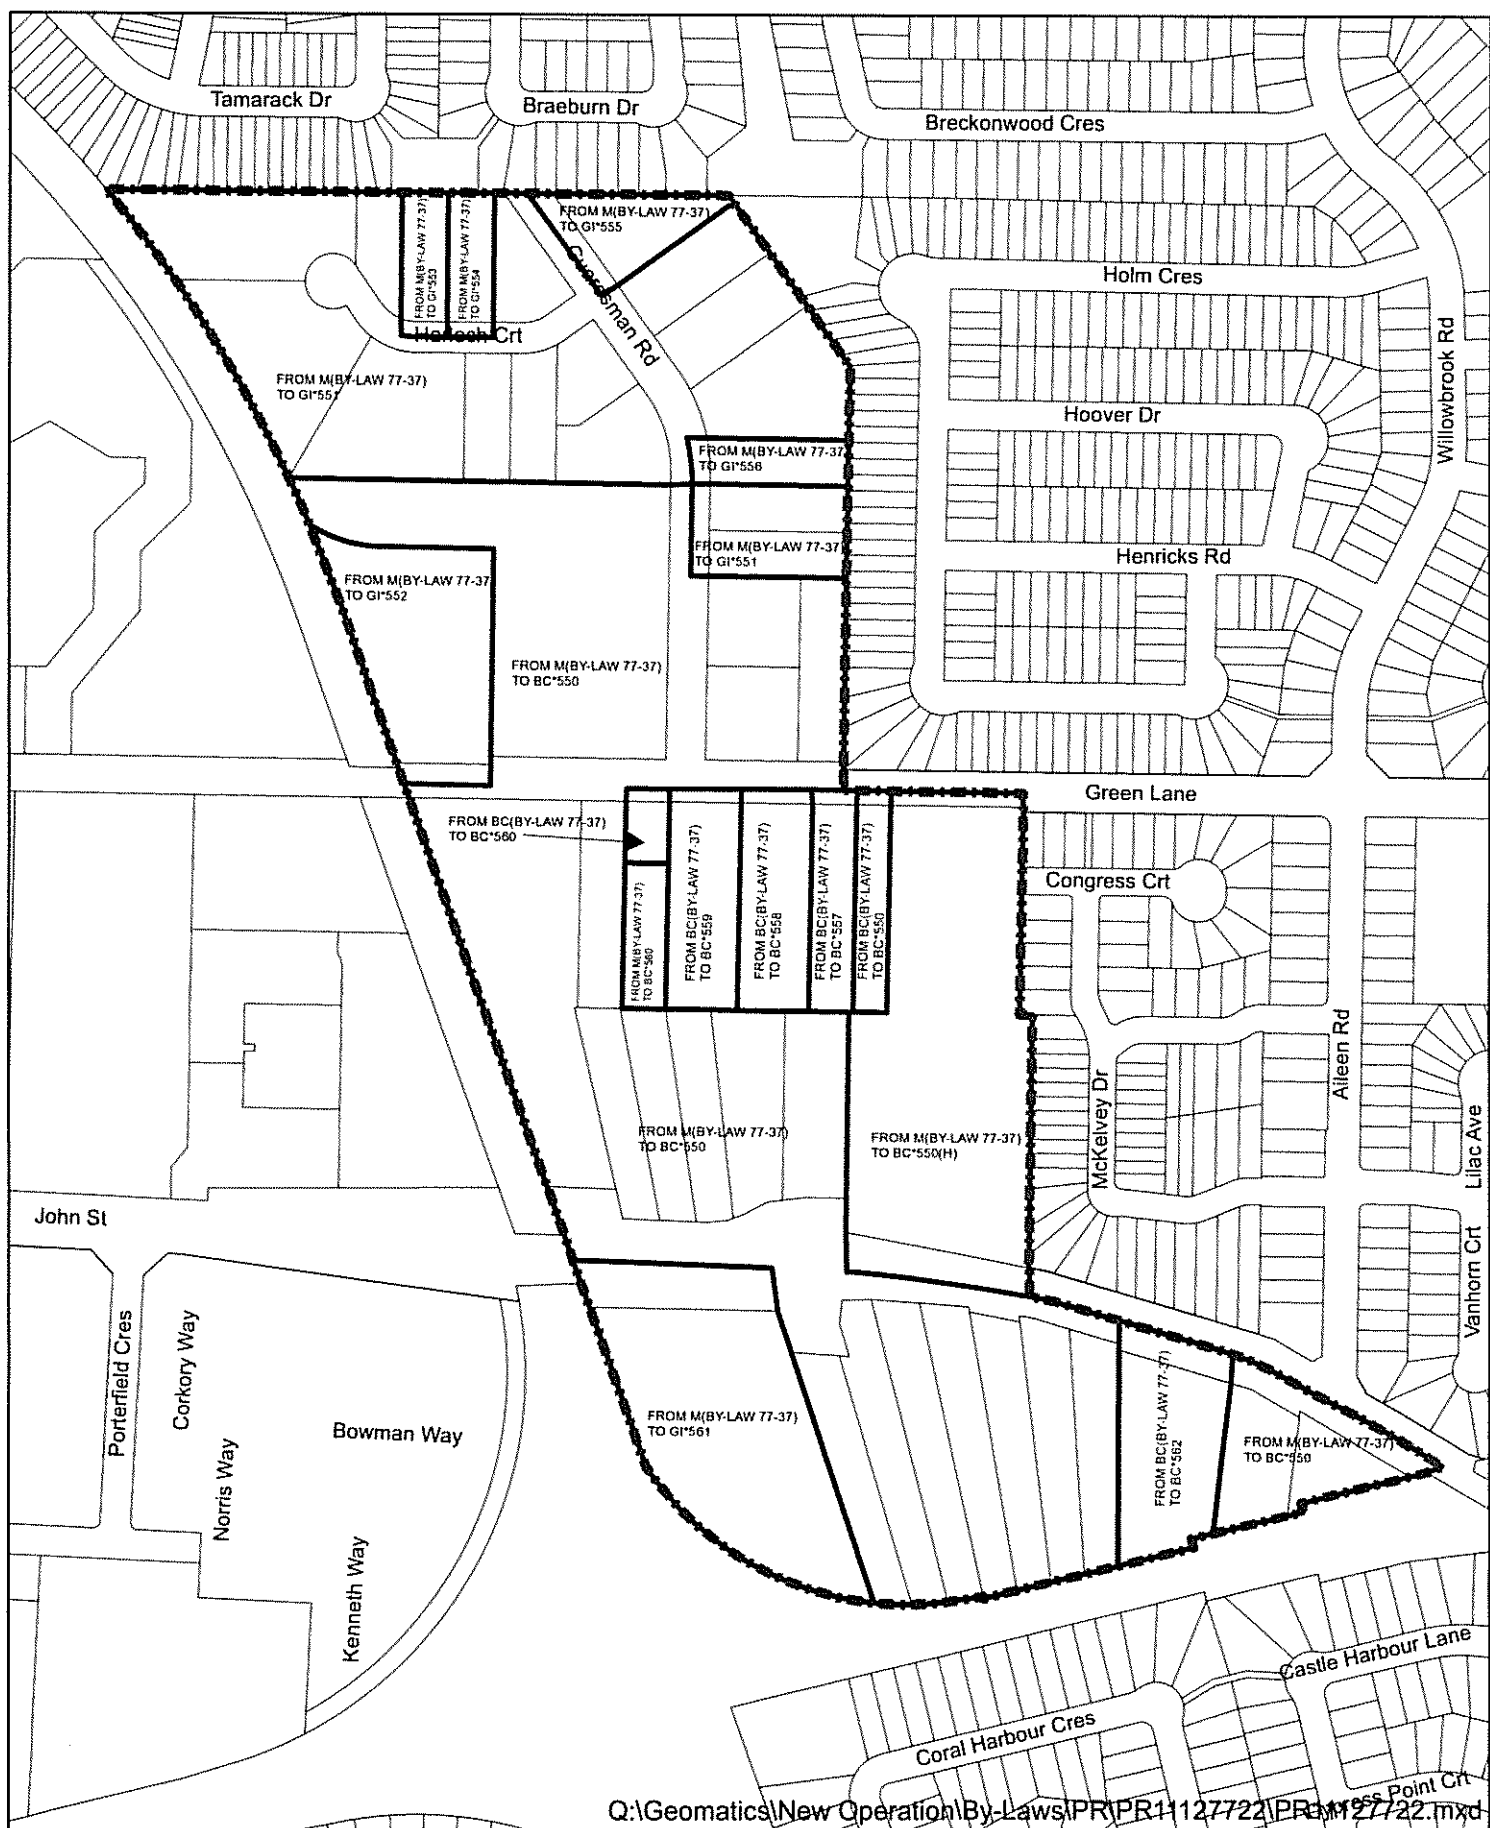 Tamarack Dr
Braeburn Dr
Breckonwood Cres
FROM M(BY-LAW 77-37)
TO GI*553
FROM M(BY-LAW 77-37)
TO GI*554
FROM M(BY-LAW 77-37)
TO GI*555
Guardsman Rd
Holm Cres
Crt
Willowbrook Rd
FROM M(BY-LAW 77-37)
TO GI*551
Hoover Dr
FROM M(BY-LAW 77-37
TO GI*556
FROM M(BY-LAW 77-37
TO GI*551
Henricks Rd
FROM M(BY-LAW 77-37
TO GI*552
FROM M(BY-LAW 77-37)
TO BC*550
Green Lane
FROM BC(BY-LAW 77-37)
TO BC*560
FROM M(BY-LAW 77-37)
TO BC*560
FROM BC(BY-LAW 77-37)
TO BC*559
FROM BC(BY-LAW 77-37)
TO BC*558
FROM BC(BY-LAW 77-37)
TO BC*557
FROM BC(BY-LAW 77-37)
TO BC*550
Congress Crt
Aileen Rd
McKelvey Dr
Lilac Ave
FROM M(BY-LAW 77-37)
TO BC*550
FROM M(BY-LAW 77-37)
TO BC*550(H)
John St
Vanhorn Crt
Porterfield Cres
Corkory Way
Norris Way
Bowman Way
Kenneth Way
FROM M(BY-LAW 77-37)
TO GI*561
FROM BC(BY-LAW 77-37)
TO BC*562
FROM M(BY-LAW 77-37)
TO BC*550
Castle Harbour Lane
Coral Harbour Cres
Point Crt
Q:\Geomatics\New Operation\By-Laws\PR\PR11127722\PR11127722.mxd